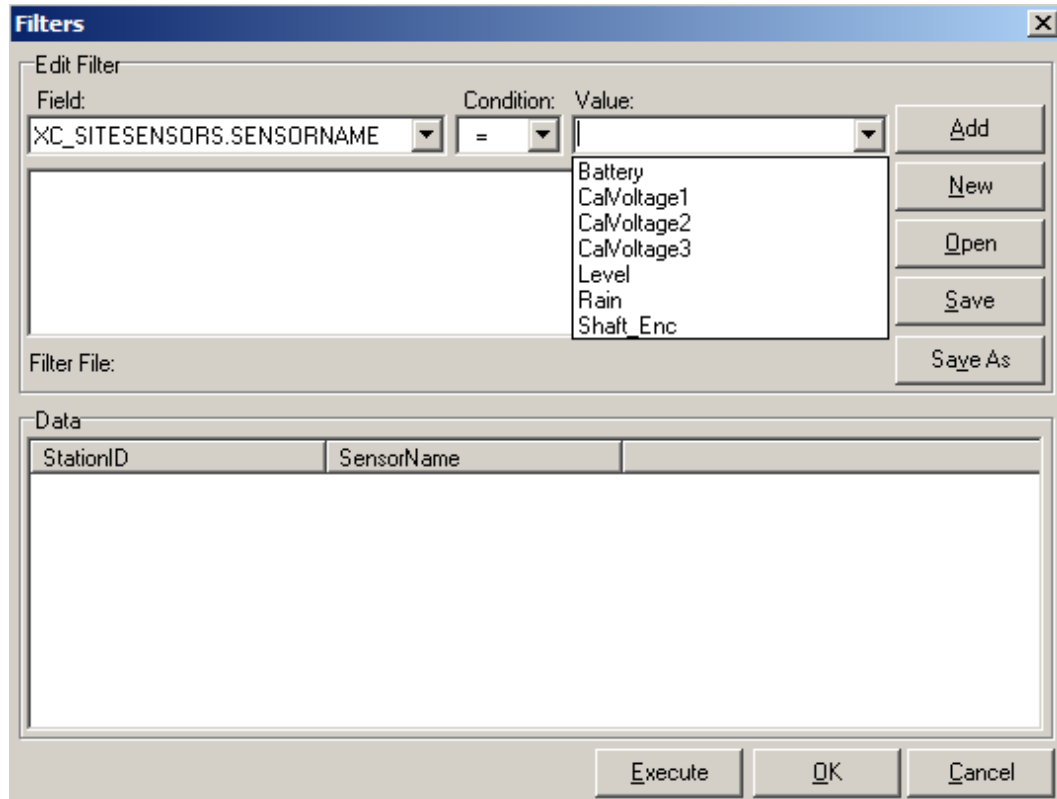 Filters
Edit Filter
Field: Condition: Value:
XC_SITESENSORS.SENSORNAME = Add
Battery
CalVoltage1
CalVoltage2
CalVoltage3
Level
Rain
Shaft_Enc
New
Open
Save
Filter File: Save As
Data
StationID SensorName
Execute OK Cancel